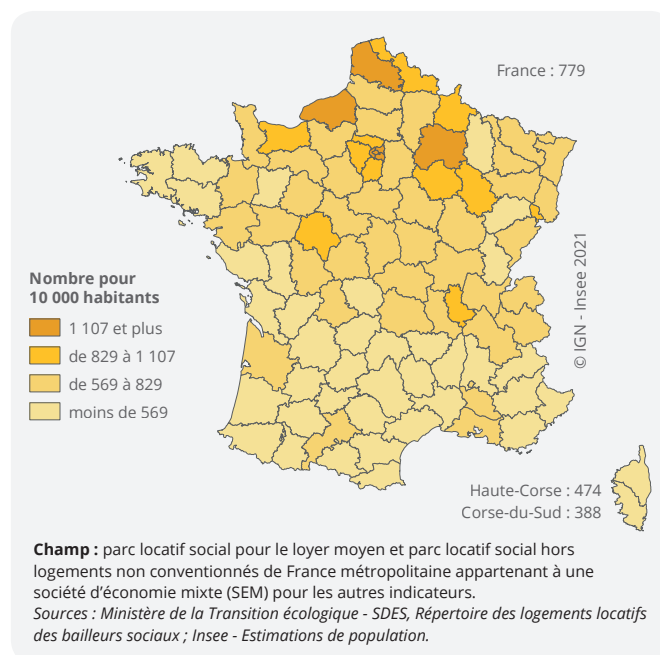 France : 779
© IGN - Insee 2021
Nombre pour
10 000 habitants
1 107 et plus
de 829 à 1 107
de 569 à 829
moins de 569
Haute-Corse : 474
Corse-du-Sud : 388
Champ : parc locatif social pour le loyer moyen et parc locatif social hors
logements non conventionnés de France métropolitaine appartenant à une
société d’économie mixte (SEM) pour les autres indicateurs.
Sources : Ministère de la Transition écologique - SDES, Répertoire des logements locatifs
des bailleurs sociaux ; Insee - Estimations de population.